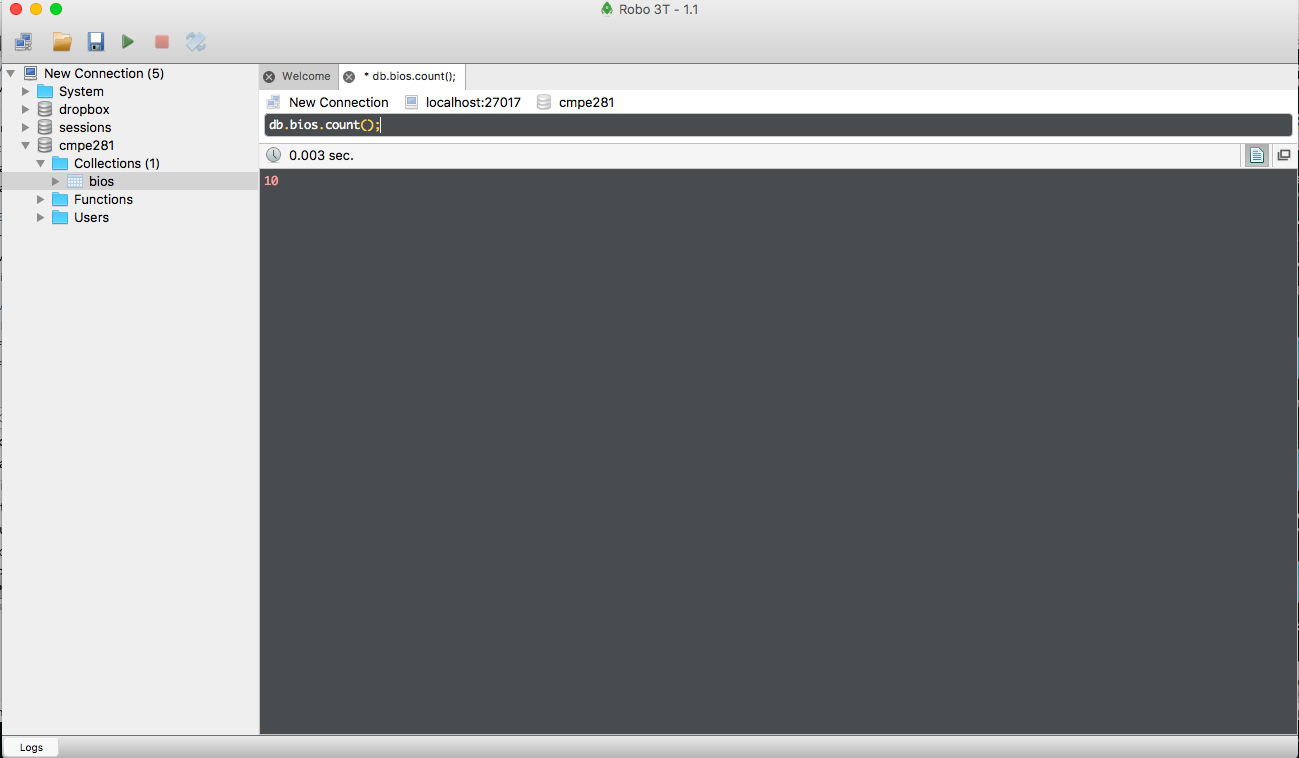 Robo 3T - 1.1
New Connection (5)
System
dropbox
sessions
cmpe281
Collections (1)
bios
Functions
Users
Welcome
* db.bios.count();
New Connection
localhost:27017
cmpe281
db.bios.count();
0.003 sec.
10
Logs